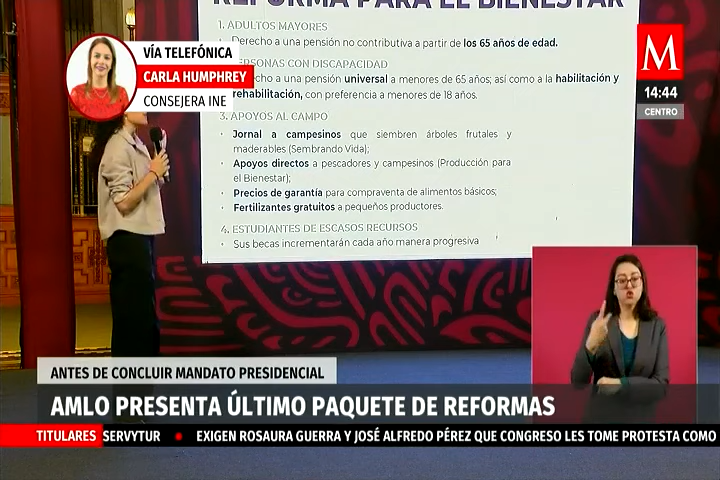 REFORMA PARA EL BIENESTAR
1. ADULTOS MAYORES
Derecho a una pensión no contributiva a partir de los 65 años de edad.
PERSONAS CON DISCAPACIDAD
a una pensión universal a menores de 65 años; así como a la habilitación y
rehabilitación, con preferencia a menores de 18 años.
3. APOYOS AL CAMPO
· Jornal a campesinos que siembren árboles frutales y
maderables (Sembrando Vida);
· Apoyos directos a pescadores y campesinos (Producción para
el Bienestar);
· Precios de garantía para compraventa de alimentos básicos;
· Fertilizantes gratuitos a pequeños productores.
4. ESTUDIANTES DE ESCASOS RECURSOS
· Sus becas incrementarán cada año manera progresiva
VÍA TELEFÓNICA
CARLA HUMPHREY
CONSEJERA INE
M
14:44
CENTRO
ANTES DE CONCLUIR MANDATO PRESIDENCIAL
AMLO PRESENTA ÚLTIMO PAQUETE DE REFORMAS
TITULARES SERVYTUR • EXIGEN ROSAURA GUERRA Y JOSÉ ALFREDO PÉREZ QUE CONGRESO LES TOME PROTESTA COMO